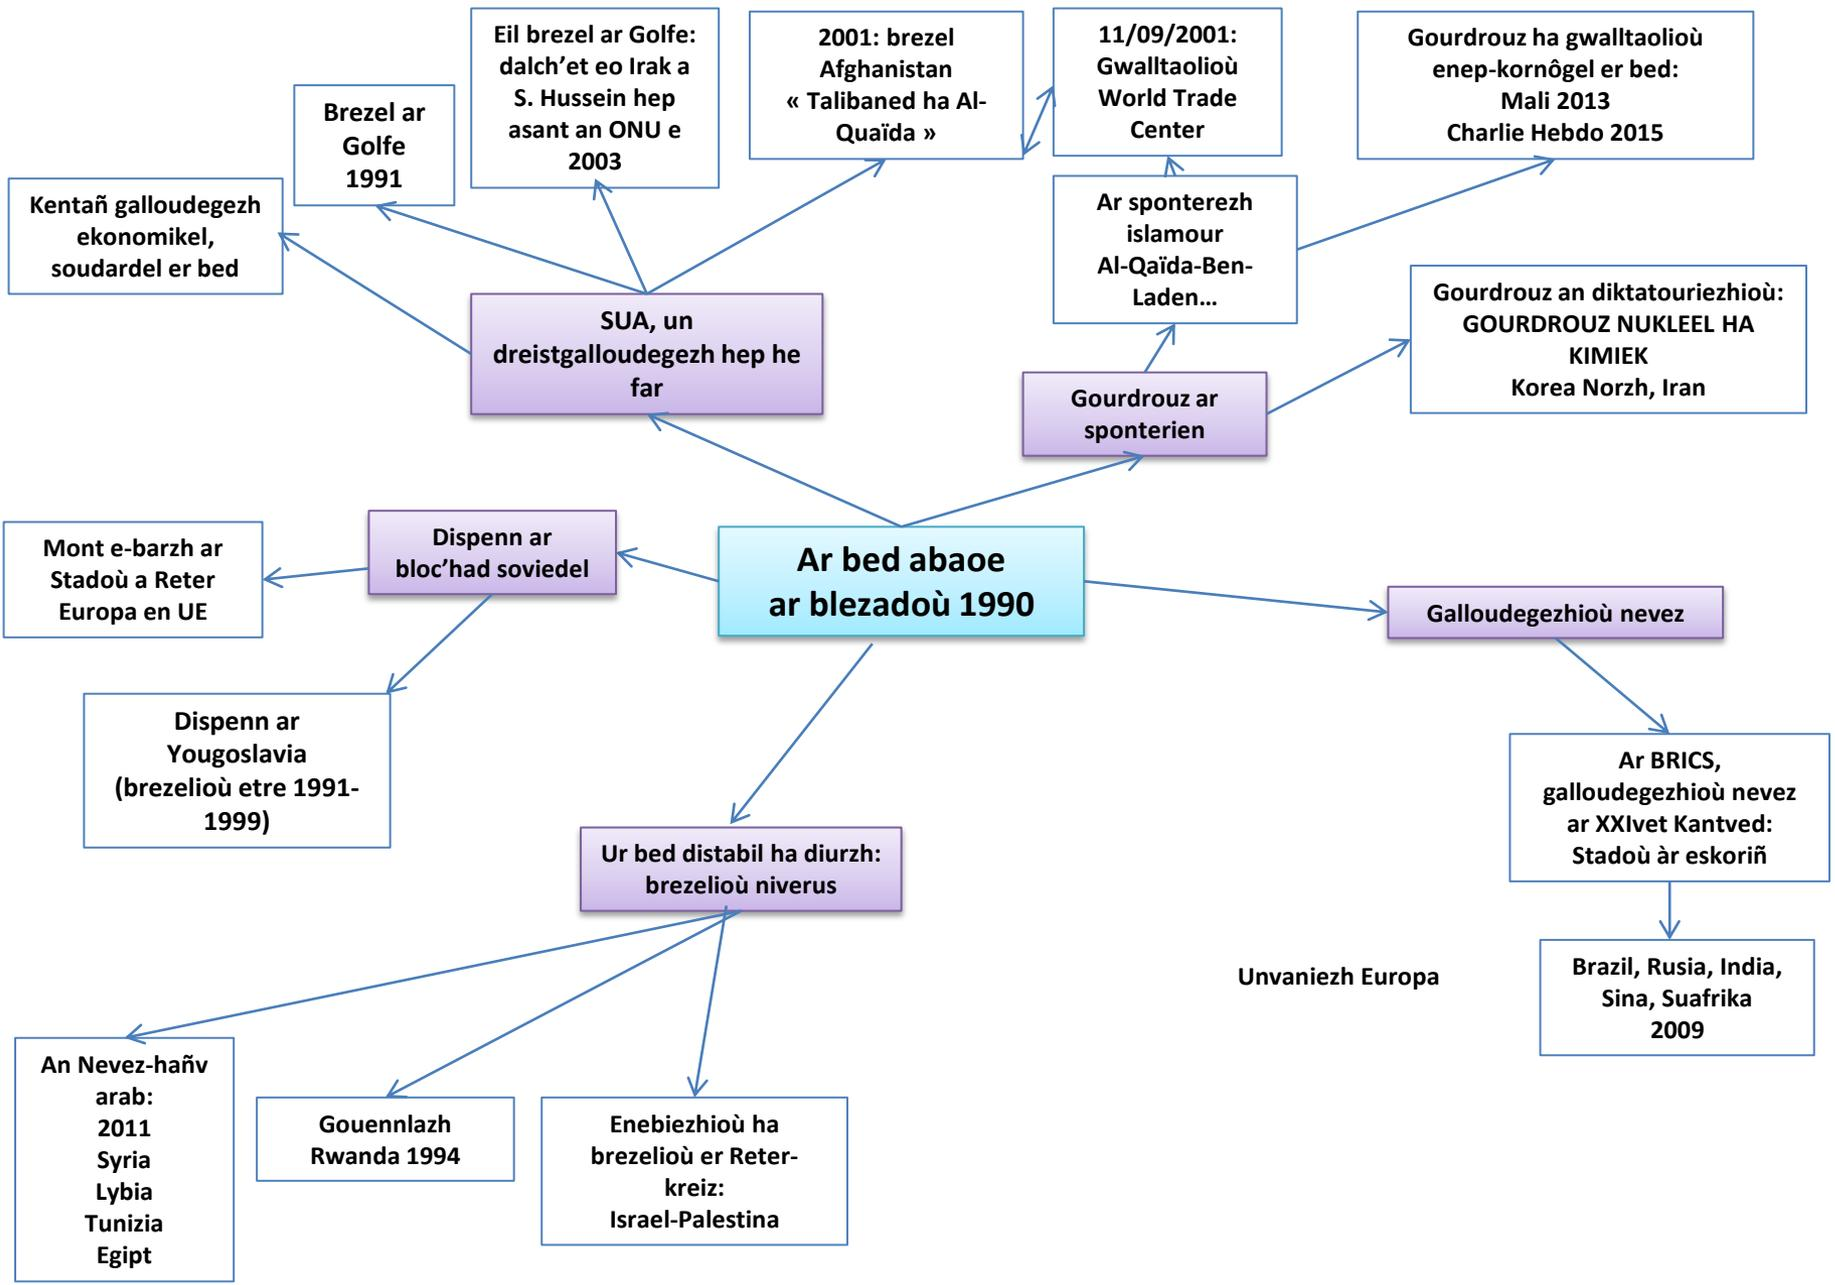 Eil brezel ar Golfe:
dalch’et eo Irak a
S. Hussein hep
asant an ONU e
2003
2001: brezel
Afghanistan
« Talibaned ha Al-
Quaïda »
11/09/2001:
Gwalltaolioù
World Trade
Center
Gourdrouz ha gwalltaolioù
enep-kornôgel er bed:
Mali 2013
Charlie Hebdo 2015
Brezel ar
Golfe
1991
Kentañ galloudegezh
ekonomikel,
soudardel er bed
Ar sponterezh
islamour
Al-Qaïda-Ben-
Laden…
Gourdrouz an diktatouriezhioù:
GOURDROUZ NUKLEEL HA
KIMIEK
Korea Norzh, Iran
SUA, un
dreistgalloudegezh hep he
far
Gourdrouz ar
sponterien
Mont e-barzh ar
Stadoù a Reter
Europa en UE
Dispenn ar
bloc’had soviedel
Ar bed abaoe
ar blezadoù 1990
Galloudegezhioù nevez
Dispenn ar
Yougoslavia
(brezelioù etre 1991-
1999)
Ar BRICS,
galloudegezhioù nevez
ar XXIvet Kantved:
Stadoù àr eskoriñ
Ur bed distabil ha diurzh:
brezelioù niverus
Unvaniezh Europa
Brazil, Rusia, India,
Sina, Suafrika
2009
An Nevez-hañv
arab:
2011
Syria
Lybia
Tunizia
Egipt
Gouennlazh
Rwanda 1994
Enebiezhioù ha
brezelioù er Reter-
kreiz:
Israel-Palestina